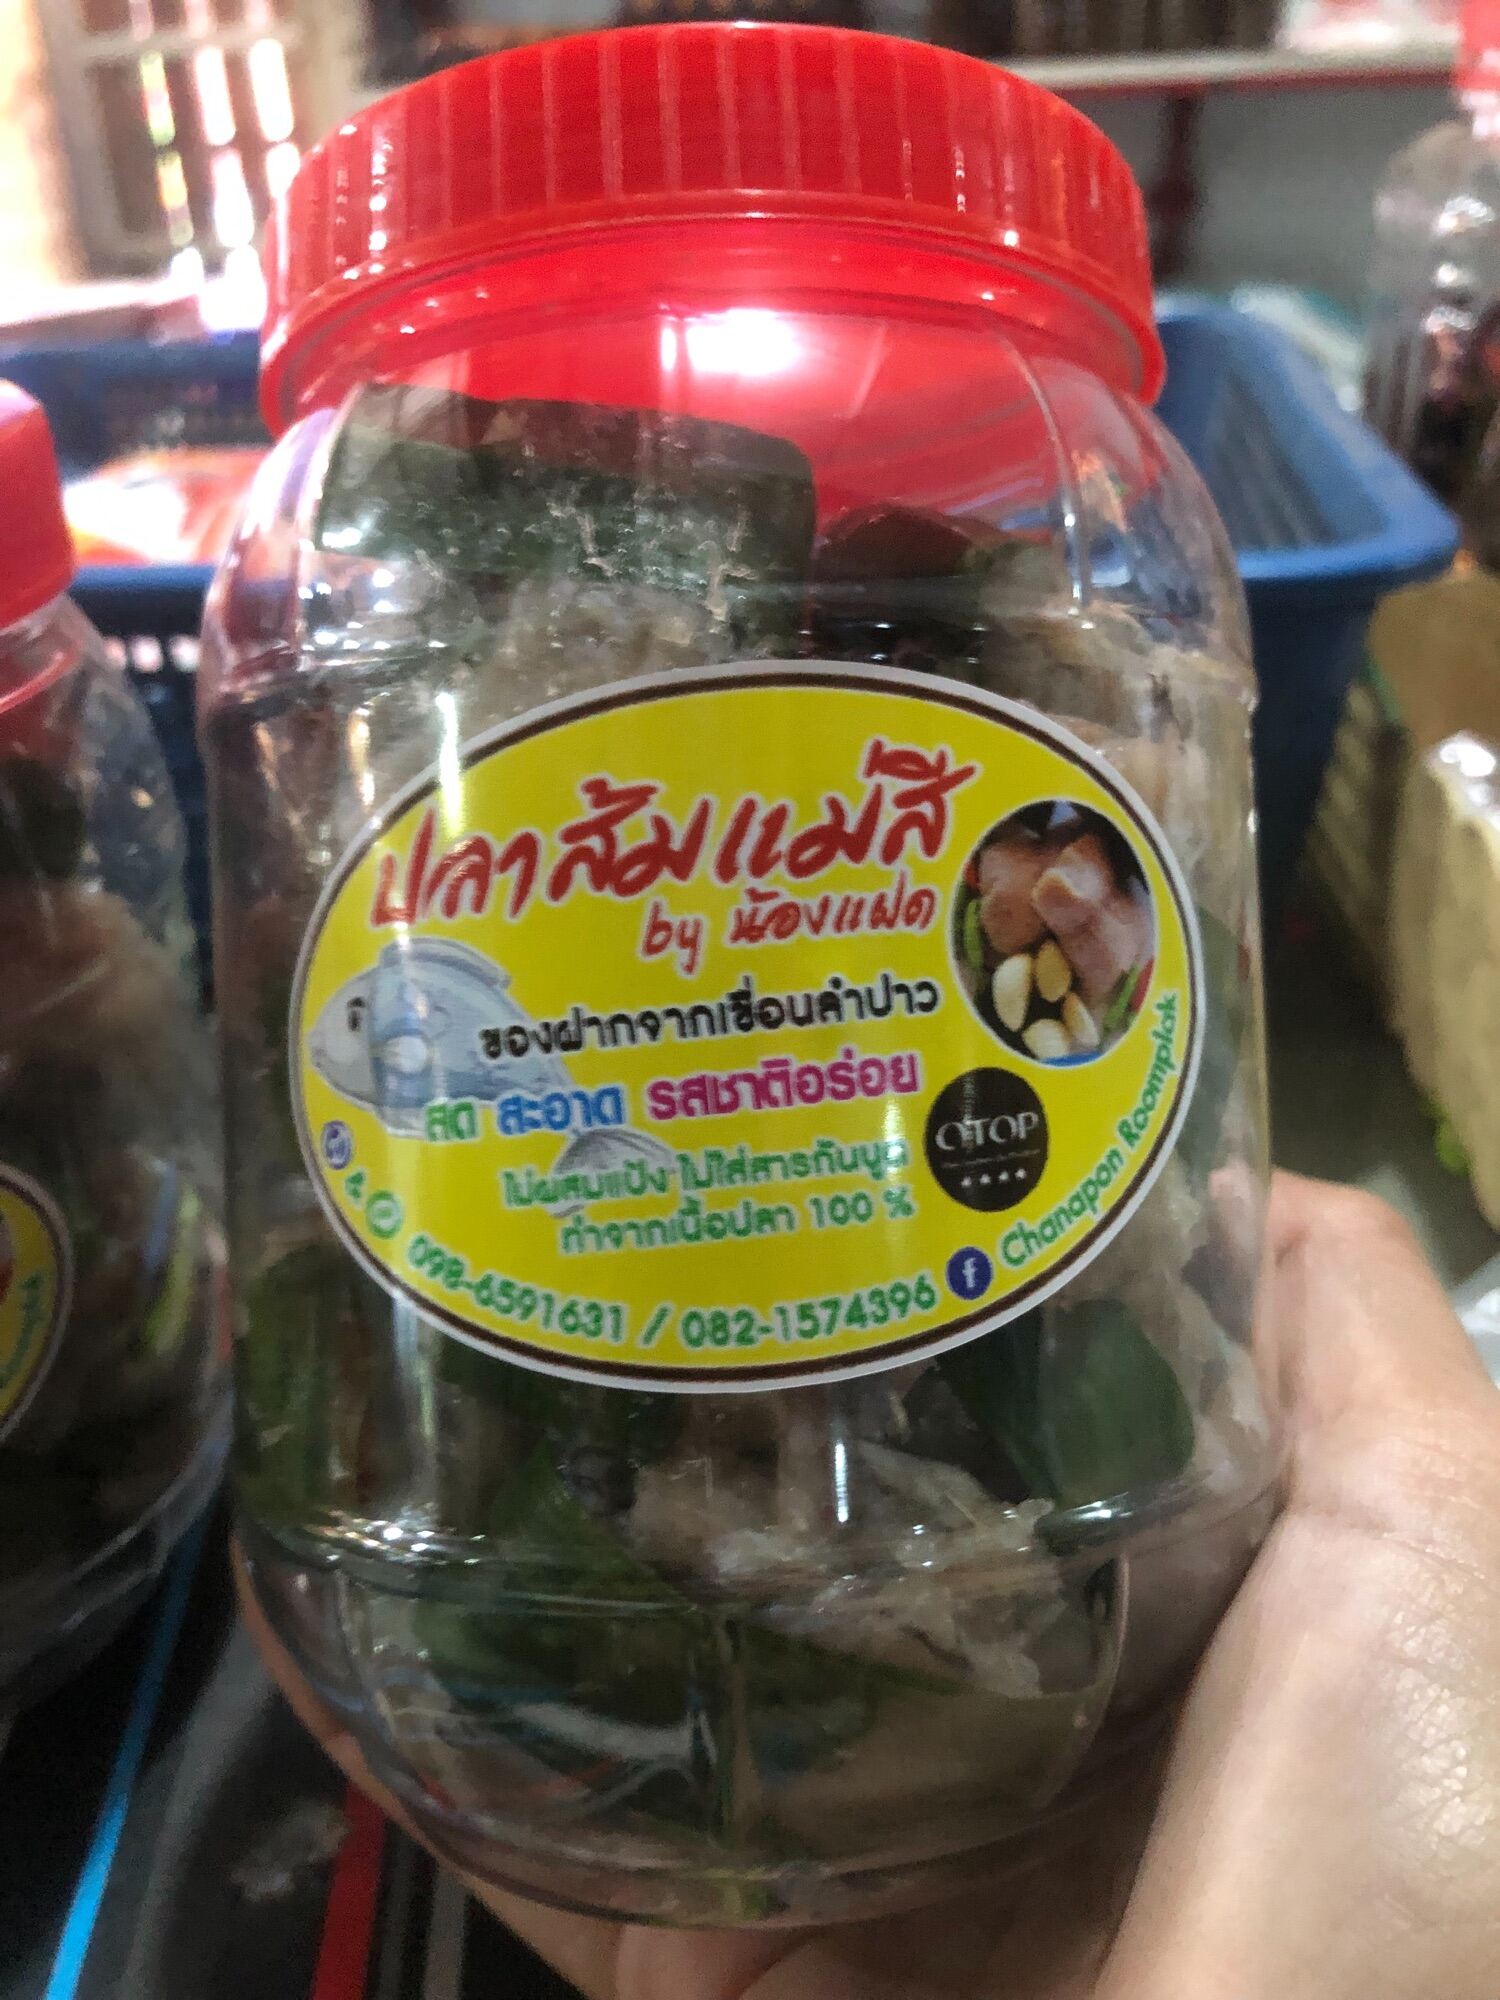 ปลาส้มแม่สี
by น้องแฝด
ของฝากจากเขื่อนลำปาว
สด สะอาด รสชาติอร่อย
ไม่ผสมแป้ง ไม่ใส่สารกันบูด
ทำจากเนื้อปลา 100 %
OTOP
& 098-6591631 / 082-1574396
f Chanapon Roomplak